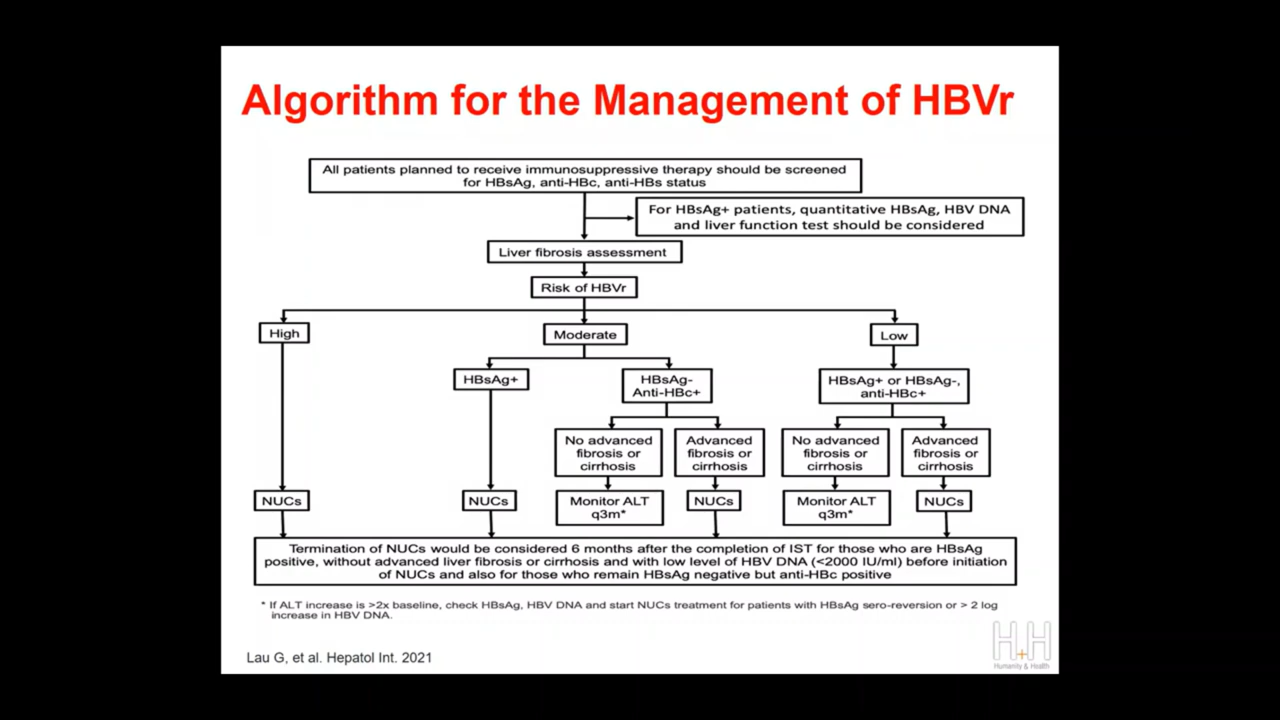 Algorithm for the Management of HBVr
All patients planned to receive immunosuppressive therapy should be screened
for HBsAg, anti-HBc, anti-HBs status
For HBsAg+ patients, quantitative HBsAg, HBV DNA
and liver function test should be considered
Liver fibrosis assessment
Risk of HBVr
High
Moderate
Low
HBsAg+
HBsAg-
Anti-HBc+
HBsAg+ or HBsAg-,
anti-HBc+
No advanced
fibrosis or
cirrhosis
Advanced
fibrosis or
cirrhosis
No advanced
fibrosis or
cirrhosis
Advanced
fibrosis or
cirrhosis
NUCs
NUCs
Monitor ALT
q3m*
NUCs
Monitor ALT
q3m*
NUCs
Termination of NUCs would be considered 6 months after the completion of IST for those who are HBsAg
positive, without advanced liver fibrosis or cirrhosis and with low level of HBV DNA (<2000 IU/ml) before initiation
of NUCs and also for those who remain HBsAg negative but anti-HBc positive
* If ALT increase is >2x baseline, check HBsAg, HBV DNA and start NUCs treatment for patients with HBsAg sero-reversion or > 2 log
increase in HBV DNA.
Lau G, et al. Hepatol Int. 2021
H+H
Humanity & Health